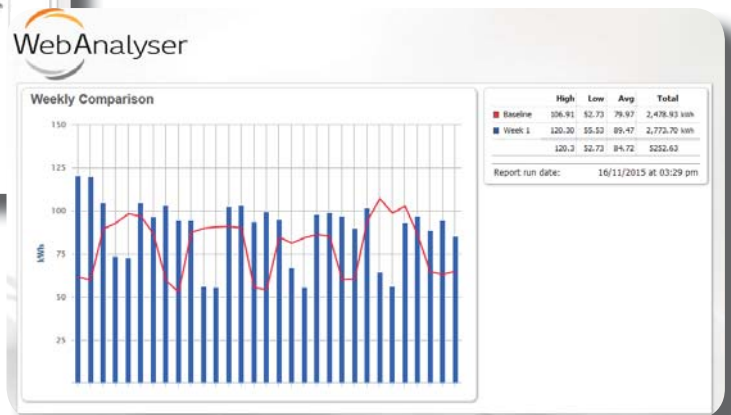 WebAnalyser
Weekly Comparison
150
125
100
75
50
25
kWh
High Low Avg Total
Baseline 106.91 52.73 79.97 2,478.93 kWh
Week 1 120.30 55.53 89.47 2,773.70 kWh
120.3 52.73 84.72 5252.63
Report run date: 16/11/2015 at 03:29 pm